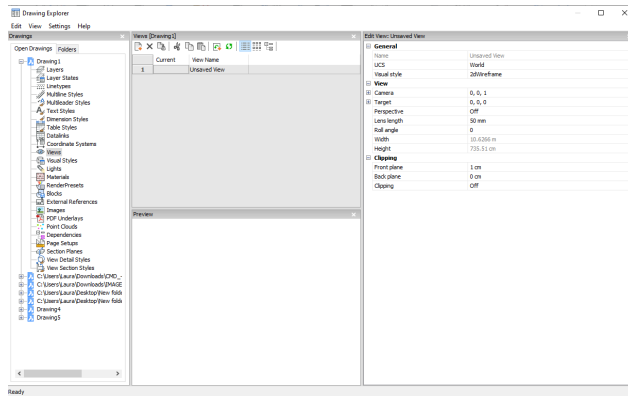 Drawing Explorer
Edit View Settings Help
Drawings
Open Drawings Folders
Drawing1
Layers
Layer States
Linetypes
Multiline Styles
Multileader Styles
Text Styles
Dimension Styles
Table Styles
Datalinks
Coordinate Systems
Views
Visual Styles
Lights
Materials
RenderPresets
Blocks
External References
Images
PDF Underlays
Point Clouds
Dependencies
Page Setups
Section Planes
View Detail Styles
View Section Styles
C:\Users\Laura\Downloads\CMD_-
C:\Users\Laura\Downloads\IMAGE
C:\Users\Laura\Desktop\New folde
C:\Users\Laura\Desktop\New folde
Drawing4
Drawing5
Views [Drawing1]
Current View Name
1 Unsaved View
Preview
Edit View: Unsaved View
General
Name Unsaved View
UCS World
Visual style 2dWireframe
View
Camera 0, 0, 1
Target 0, 0, 0
Perspective Off
Lens length 50 mm
Roll angle 0
Width 10.6266 m
Height 735.51 cm
Clipping
Front plane 1 cm
Back plane 0 cm
Clipping Off
Ready